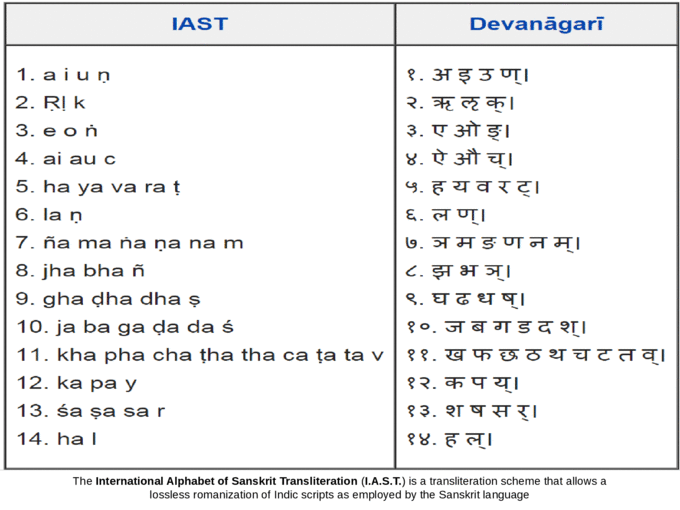 IAST Devanāgarī
1. a i u ṇ १. अ इ उ ण्।
2. Ṛḷ k २. ऋ ऌ क्।
3. e o ṅ ३. ए ओ ङ्।
4. ai au c ४. ऐ औ च्।
5. ha ya va ra ṭ ५. ह य व र ट्।
6. la ṇ ६. ल ण्।
7. ña ma ṅa ṇa na m ७. ञ म ङ ण न म्।
8. jha bha ñ ८. झ भ ञ्।
9. gha ḍha dha ṣ ९. घ ढ ध ष्।
10. ja ba ga ḍa da ś १०. ज ब ग ड द श्।
11. kha pha cha ṭha tha ca ṭa ta v ११. ख फ छ ठ थ च ट त व्।
12. ka pa y १२. क प य्।
13. śa ṣa sa r १३. श ष स र्।
14. ha l १४. ह ल्।
The International Alphabet of Sanskrit Transliteration (I.A.S.T.) is a transliteration scheme that allows a
lossless romanization of Indic scripts as employed by the Sanskrit language